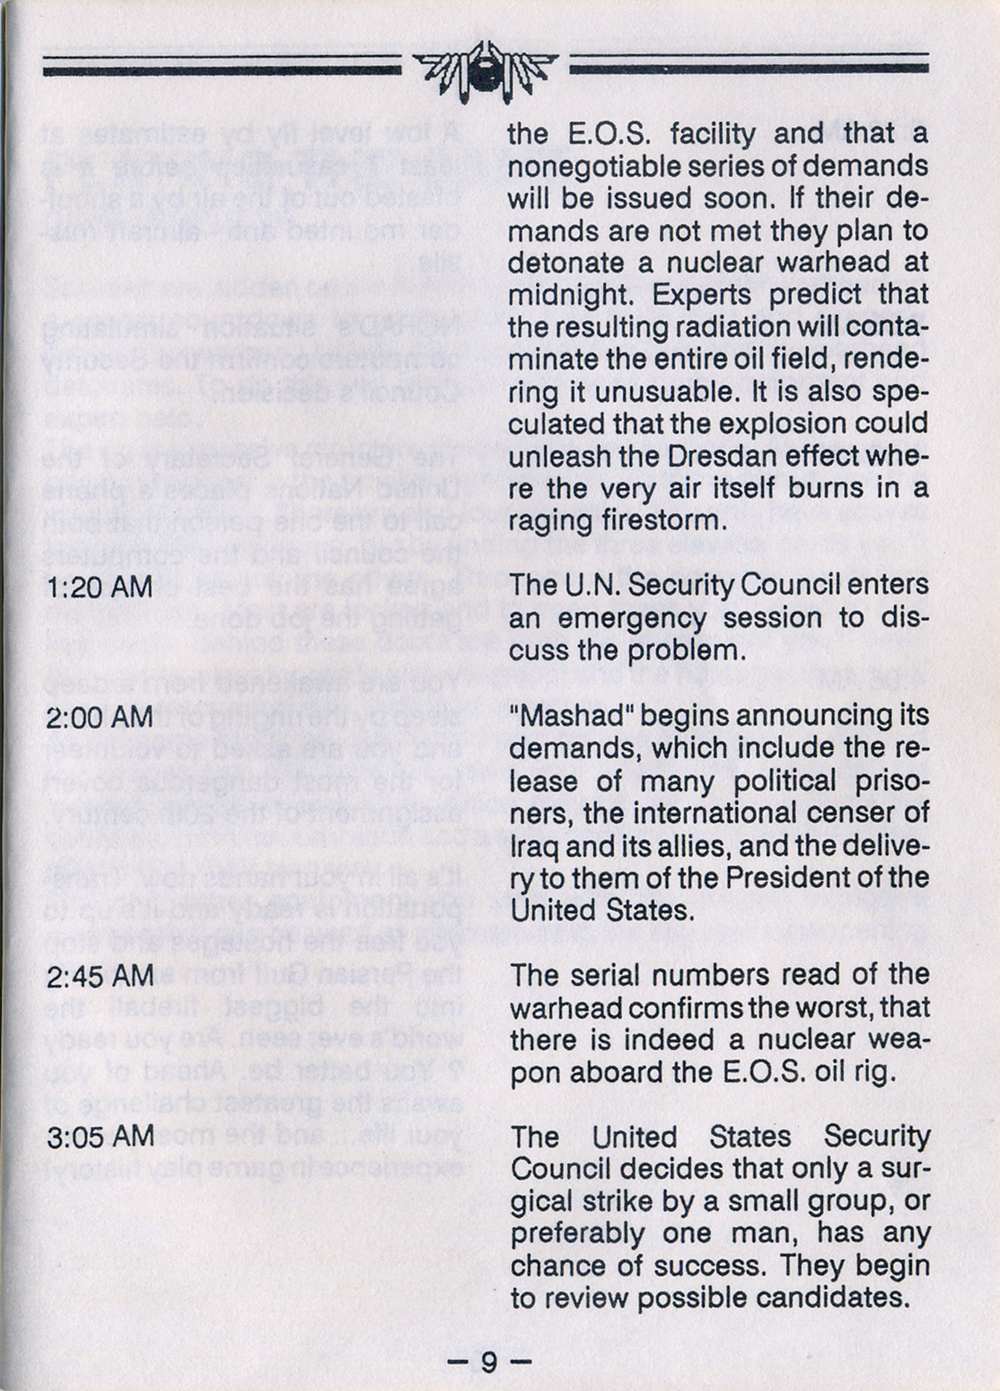 the E.O.S. facility and that a
nonegotiable series of demands
will be issued soon. If their de-
mands are not met they plan to
detonate a nuclear warhead at
midnight. Experts predict that
the resulting radiation will conta-
minate the entire oil field, rende-
ring it unusuable. It is also spe-
culated that the explosion could
unleash the Dresdan effect whe-
re the very air itself burns in a
raging firestorm.
1:20 AM The U.N. Security Council enters
an emergency session to dis-
cuss the problem.
2:00 AM "Mashad" begins announcing its
demands, which include the re-
lease of many political priso-
ners, the international censer of
Iraq and its allies, and the delive-
ry to them of the President of the
United States.
2:45 AM The serial numbers read of the
warhead confirms the worst, that
there is indeed a nuclear wea-
pon aboard the E.O.S. oil rig.
3:05 AM The United States Security
Council decides that only a sur-
gical strike by a small group, or
preferably one man, has any
chance of success. They begin
to review possible candidates.
– 9 –